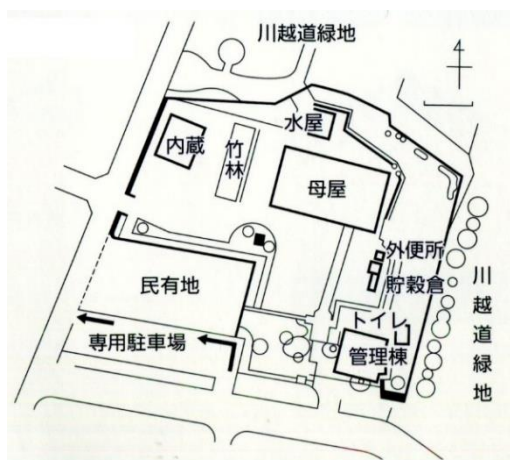 川越道緑地
4
水屋
内蔵
竹林
母屋
外便所
貯穀倉
川越道緑地
民有地
トイレ
専用駐車場
管理棟